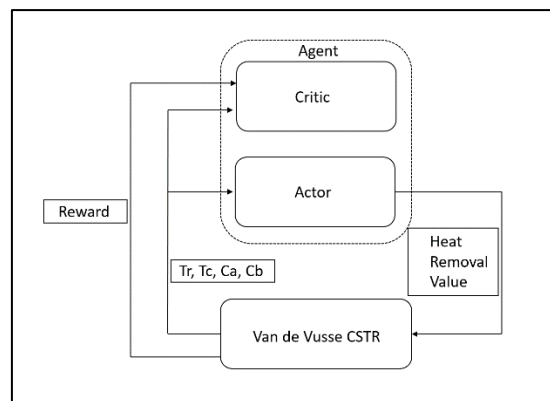 Agent
Critic
Actor
Reward
Tr, Tc, Ca, Cb
Heat
Removal
Value
Van de Vusse CSTR